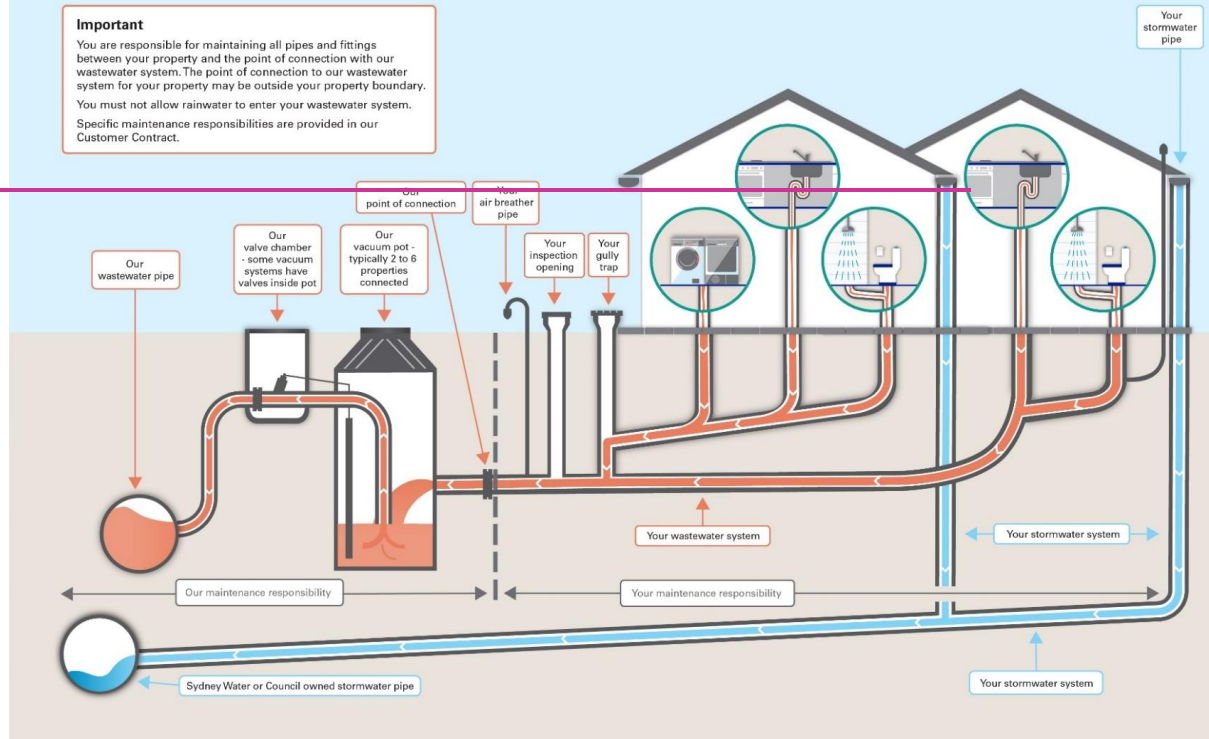 Important
You are responsible for maintaining all pipes and fittings
between your property and the point of connection with our
wastewater system. The point of connection to our wastewater
system for your property may be outside your property boundary.
You must not allow rainwater to enter your wastewater system.
Specific maintenance responsibilities are provided in our
Customer Contract.
Your
stormwater
pipe
Our
point of connection
Your
air breather
pipe
Our
wastewater pipe
Our
valve chamber
- some vacuum
systems have
valves inside pot
Our
vacuum pot -
typically 2 to 6
properties
connected
Your
inspection
opening
Your
gully
trap
Your wastewater system
Your stormwater system
Our maintenance responsibility
Your maintenance responsibility
Sydney Water or Council owned stormwater pipe
Your stormwater system